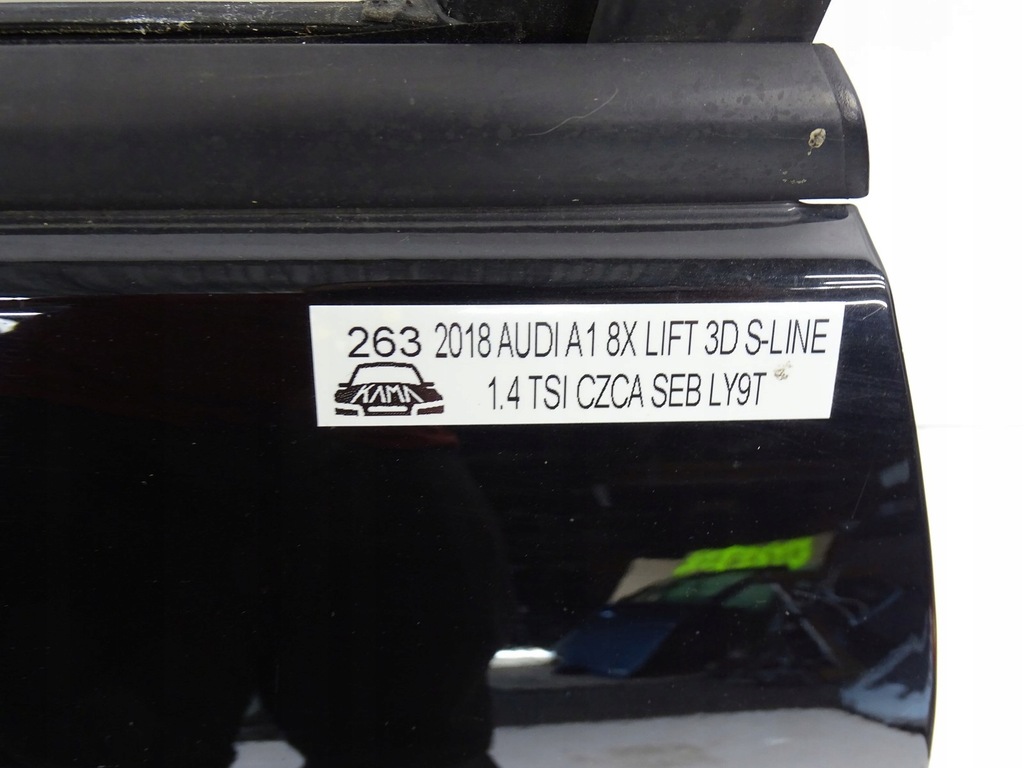 263 2018 AUDI A1 8X LIFT 3D S-LINE
KAMA 1.4 TSI CZCA SEB LY9T